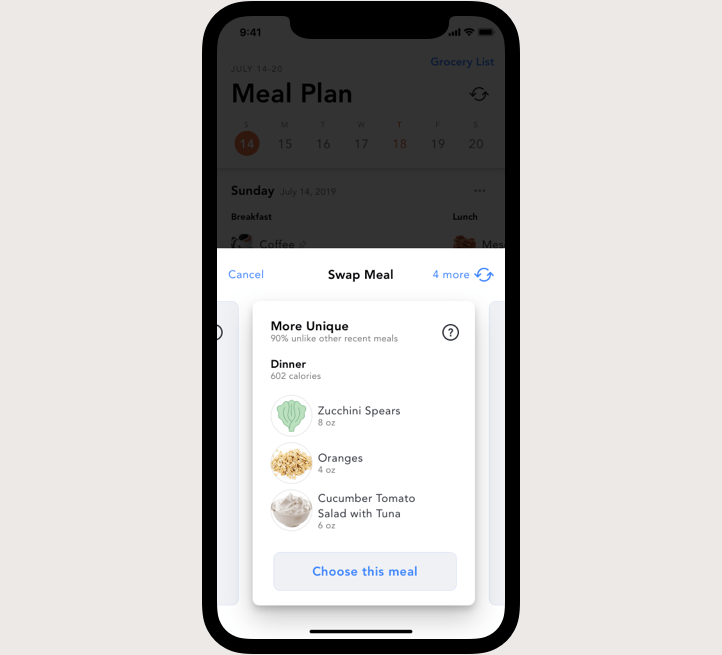 9:41
Grocery List
JULY 14-20
Meal Plan
S M T W T F S
14 15 16 17 18 19 20
Sunday July 14, 2019
Breakfast Lunch
Coffee
Cancel Swap Meal 4 more
More Unique
90% unlike other recent meals
?
Dinner
602 calories
Zucchini Spears
8 oz
Oranges
4 oz
Cucumber Tomato
Salad with Tuna
6 oz
Choose this meal